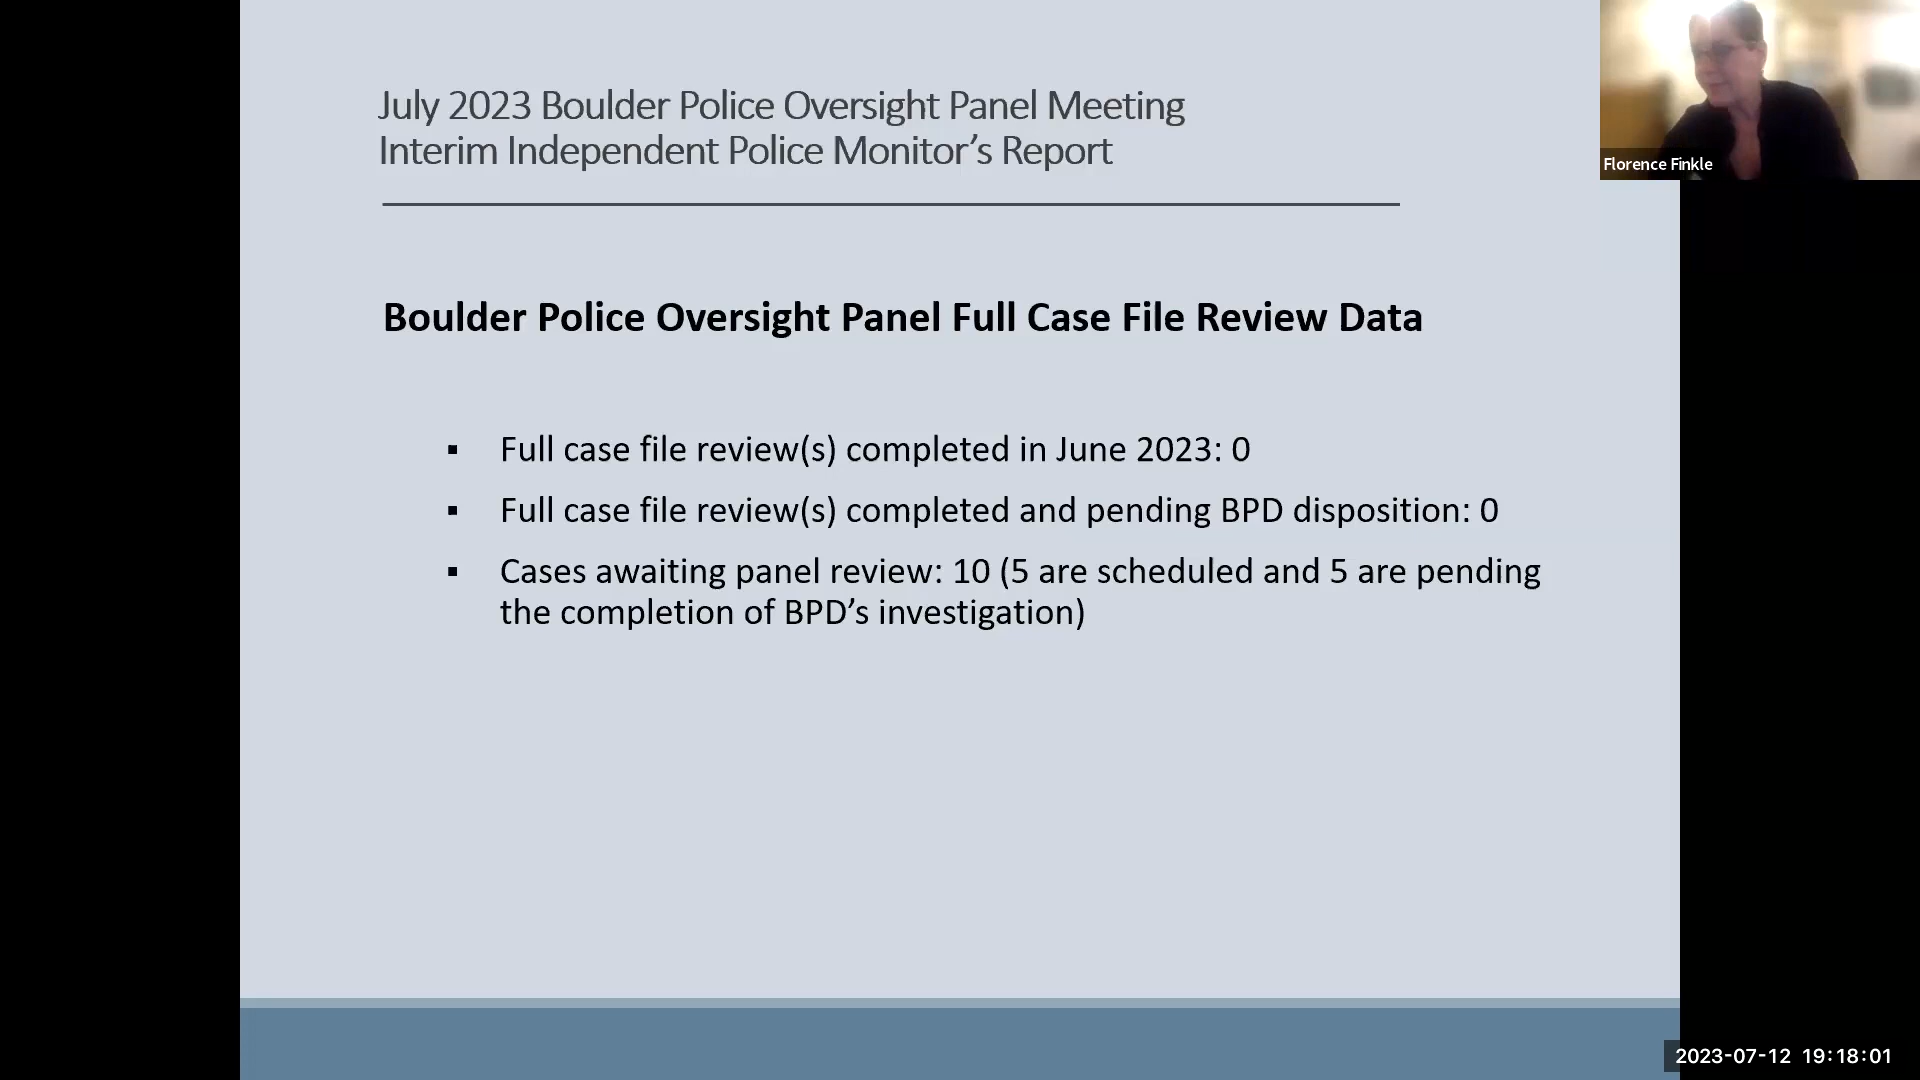 July 2023 Boulder Police Oversight Panel Meeting
Interim Independent Police Monitor’s Report
Florence Finkle
Boulder Police Oversight Panel Full Case File Review Data
▪ Full case file review(s) completed in June 2023: 0
▪ Full case file review(s) completed and pending BPD disposition: 0
▪ Cases awaiting panel review: 10 (5 are scheduled and 5 are pending
the completion of BPD’s investigation)
2023-07-12 19:18:01